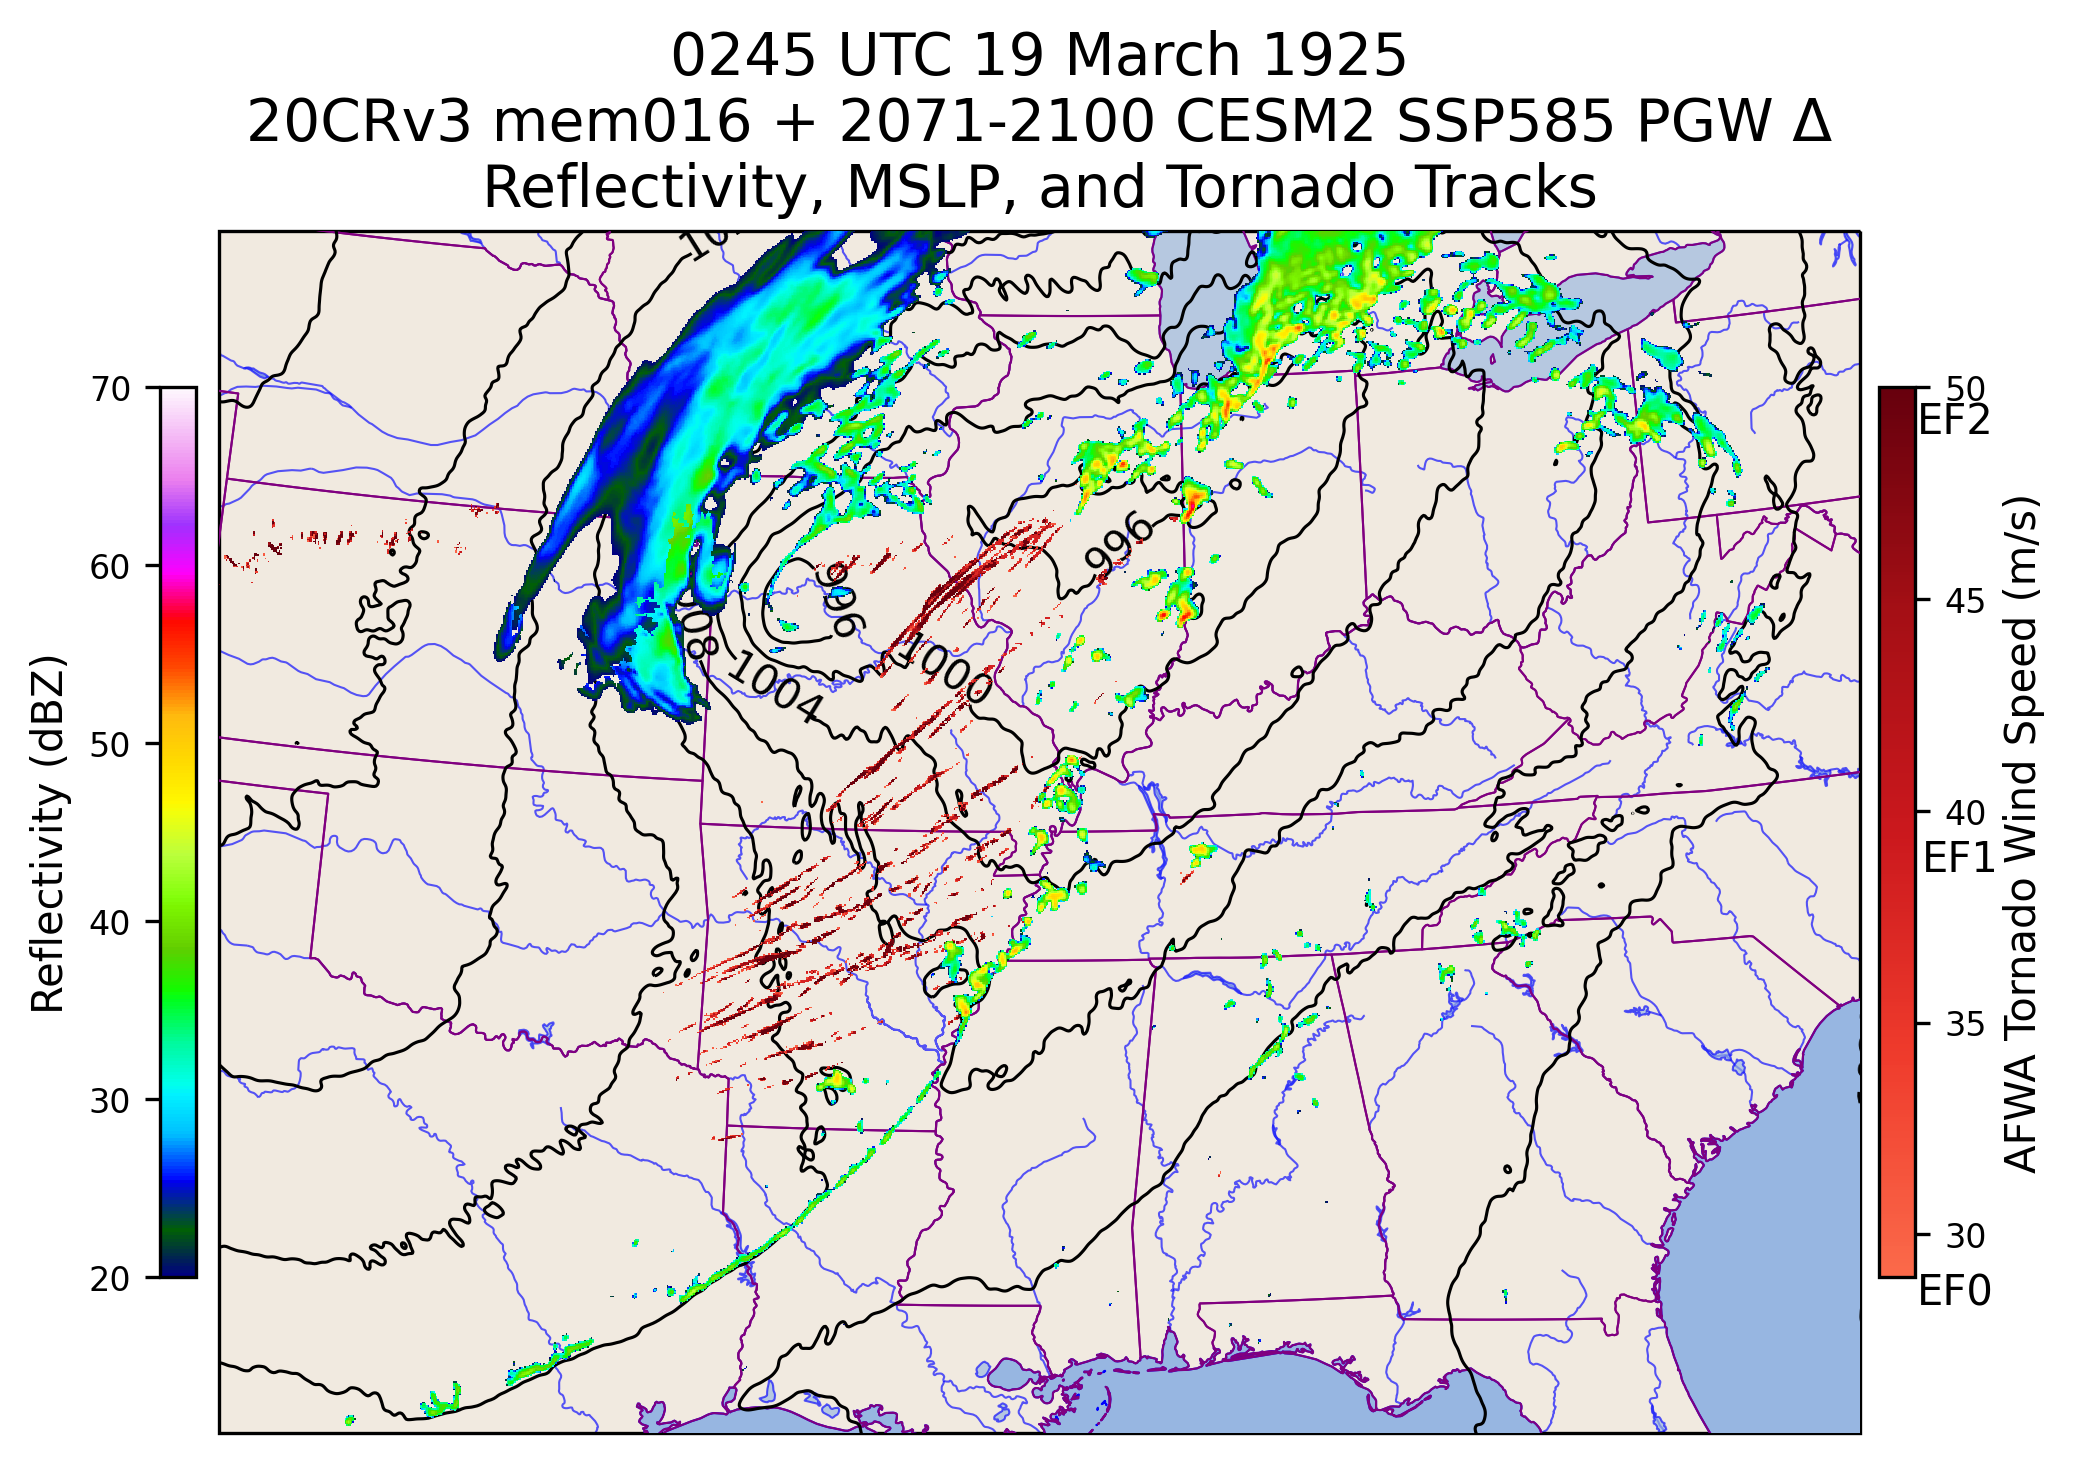 0245 UTC 19 March 1925
20CRv3 mem016 + 2071-2100 CESM2 SSP585 PGW Δ
Reflectivity, MSLP, and Tornado Tracks
70
60
50
40
30
20
Reflectivity (dBZ)
996
996
1000
1004
50
EF2
45
40
EF1
35
30
EF0
AFWA Tornado Wind Speed (m/s)